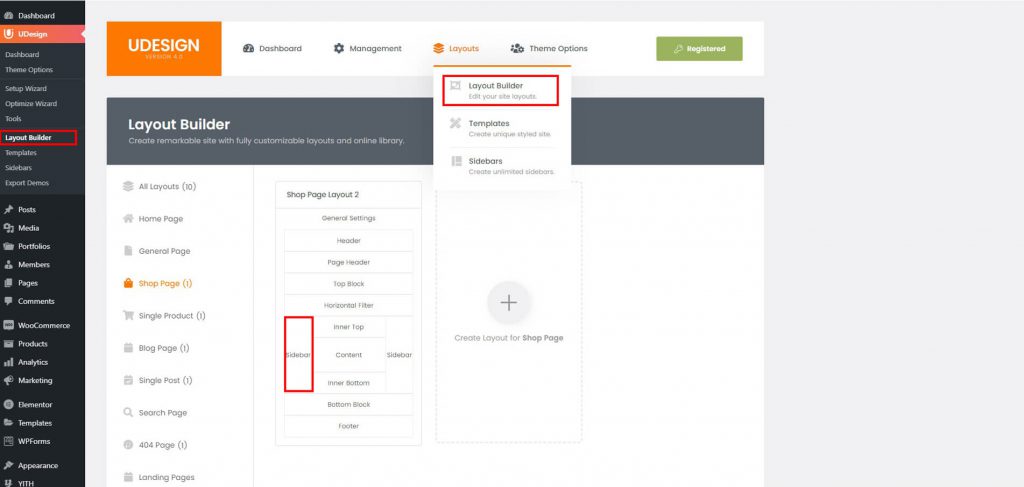 Dashboard
UDesign
Dashboard
Theme Options
Setup Wizard
Optimize Wizard
Tools
Layout Builder
Templates
Sidebars
Export Demos
Posts
Media
Portfolios
Members
Pages
Comments
WooCommerce
Products
Analytics
Marketing
Elementor
Templates
WPForms
Appearance
YITH
UDESIGN
VERSION 4.0
Dashboard
Management
Layouts
Theme Options
Registered
Layout Builder
Edit your site layouts.
Templates
Create unique styled site.
Sidebars
Create unlimited sidebars.
Layout Builder
Create remarkable site with fully customizable layouts and online library.
All Layouts (10)
Home Page
General Page
Shop Page (1)
Single Product (1)
Blog Page (1)
Single Post (1)
Search Page
404 Page (1)
Landing Pages
Shop Page Layout 2
General Settings
Header
Page Header
Top Block
Horizontal Filter
Inner Top
Sidebar Content Sidebar
Inner Bottom
Bottom Block
Footer
Create Layout for Shop Page